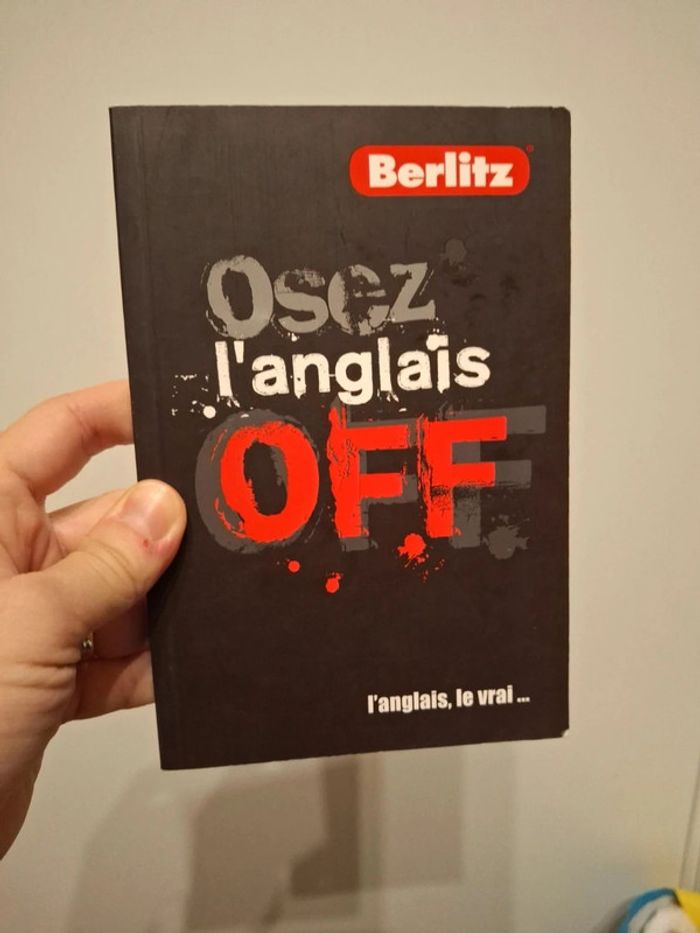 Berlitz®
Osez
l'anglais
OFF
l'anglais, le vrai ...